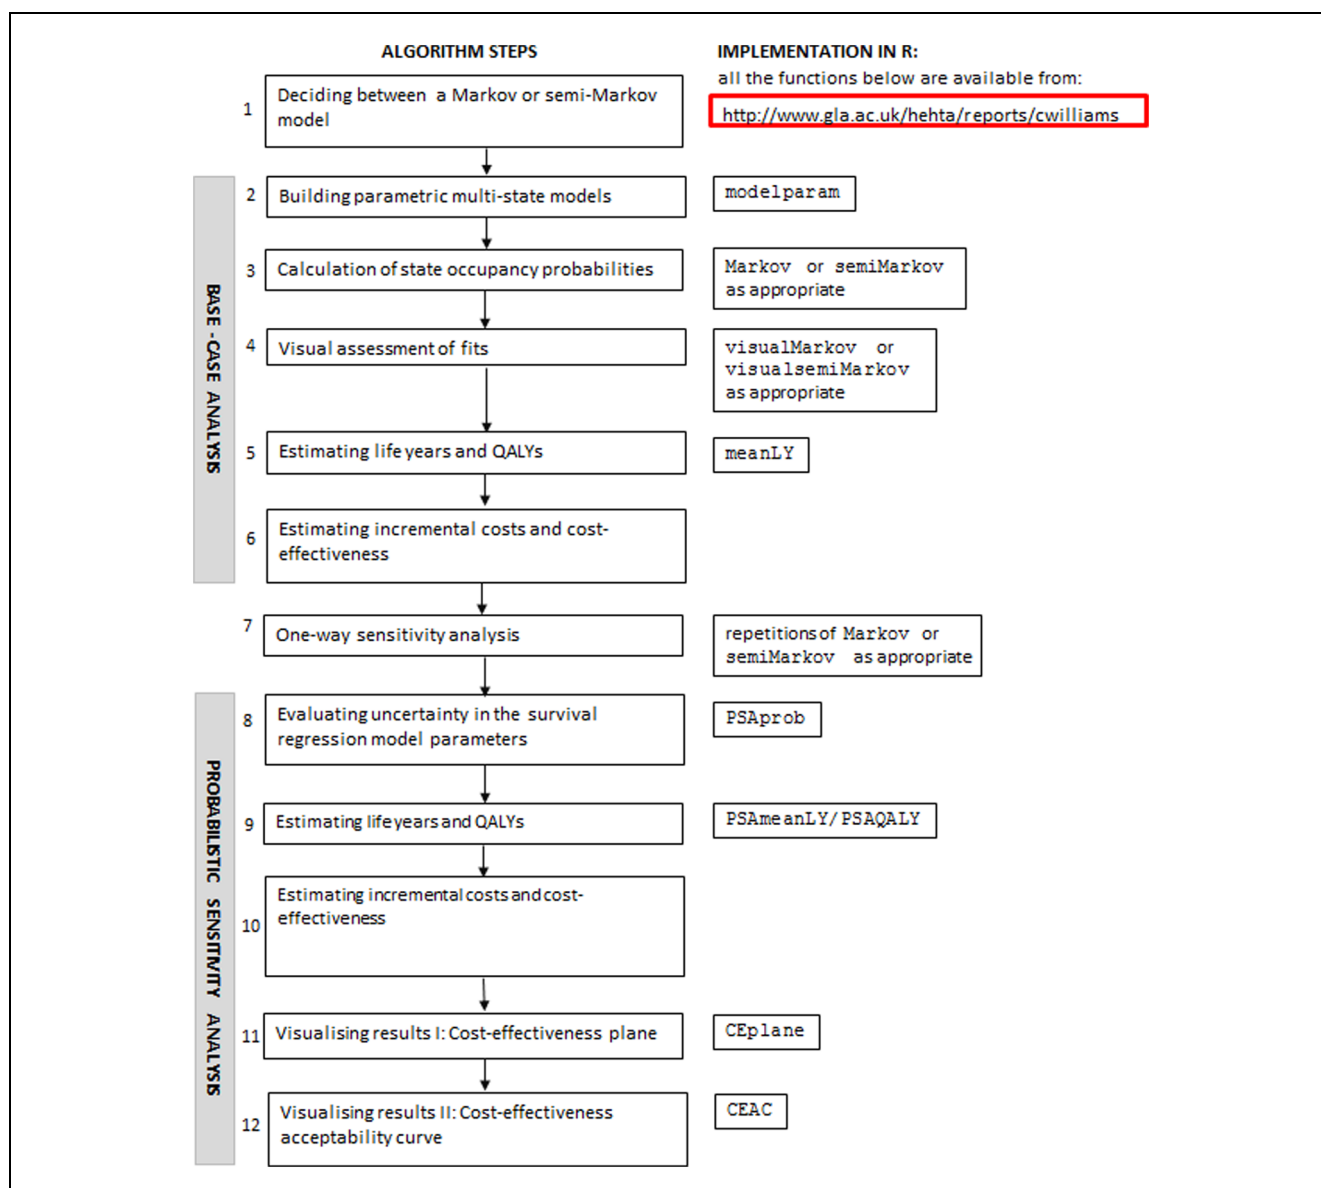 ALGORITHM STEPS
IMPLEMENTATION IN R:
all the functions below are available from:
http://www.gla.ac.uk/hehta/reports/cwilliams
1
Deciding between a Markov or semi-Markov
model
BASE - CASE ANALYSIS
2
Building parametric multi-state models
modelparam
3
Calculation of state occupancy probabilities
Markov or semiMarkov
as appropriate
4
Visual assessment of fits
visualMarkov or
visualsemiMarkov
as appropriate
5
Estimating life years and QALYs
meanLY
6
Estimating incremental costs and cost-
effectiveness
7
One-way sensitivity analysis
repetitions of Markov or
semiMarkov as appropriate
PROBABILISTIC SENSITIVITY ANALYSIS
8
Evaluating uncertainty in the survival
regression model parameters
PSAprob
9
Estimating life years and QALYs
PSAmeanLY/PSAQALY
10
Estimating incremental costs and cost-
effectiveness
11
Visualising results I: Cost-effectiveness plane
CEplane
12
Visualising results II: Cost-effectiveness
acceptability curve
CEAC